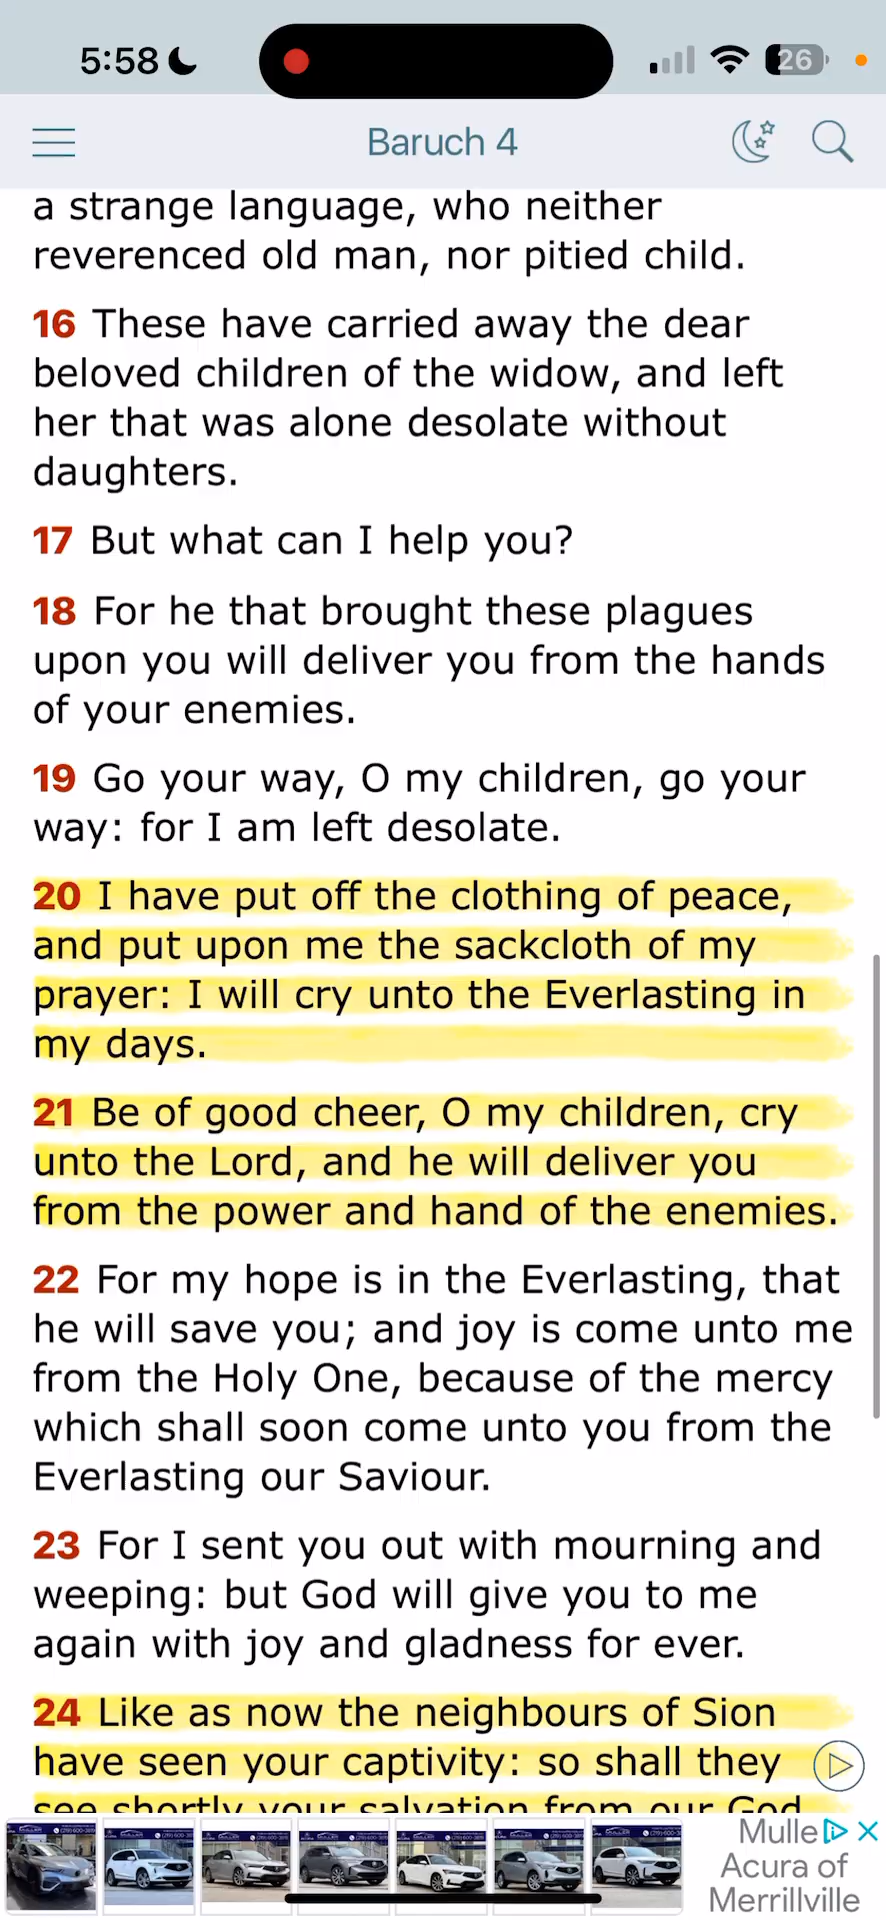 5:58
26
Baruch 4
a strange language, who neither
reverenced old man, nor pitied child.
16 These have carried away the dear
beloved children of the widow, and left
her that was alone desolate without
daughters.
17 But what can I help you?
18 For he that brought these plagues
upon you will deliver you from the hands
of your enemies.
19 Go your way, O my children, go your
way: for I am left desolate.
20 I have put off the clothing of peace,
and put upon me the sackcloth of my
prayer: I will cry unto the Everlasting in
my days.
21 Be of good cheer, O my children, cry
unto the Lord, and he will deliver you
from the power and hand of the enemies.
22 For my hope is in the Everlasting, that
he will save you; and joy is come unto me
from the Holy One, because of the mercy
which shall soon come unto you from the
Everlasting our Saviour.
23 For I sent you out with mourning and
weeping: but God will give you to me
again with joy and gladness for ever.
24 Like as now the neighbours of Sion
have seen your captivity: so shall they
see shortly your salvation from our God
Mulle
Acura of
Merrillville